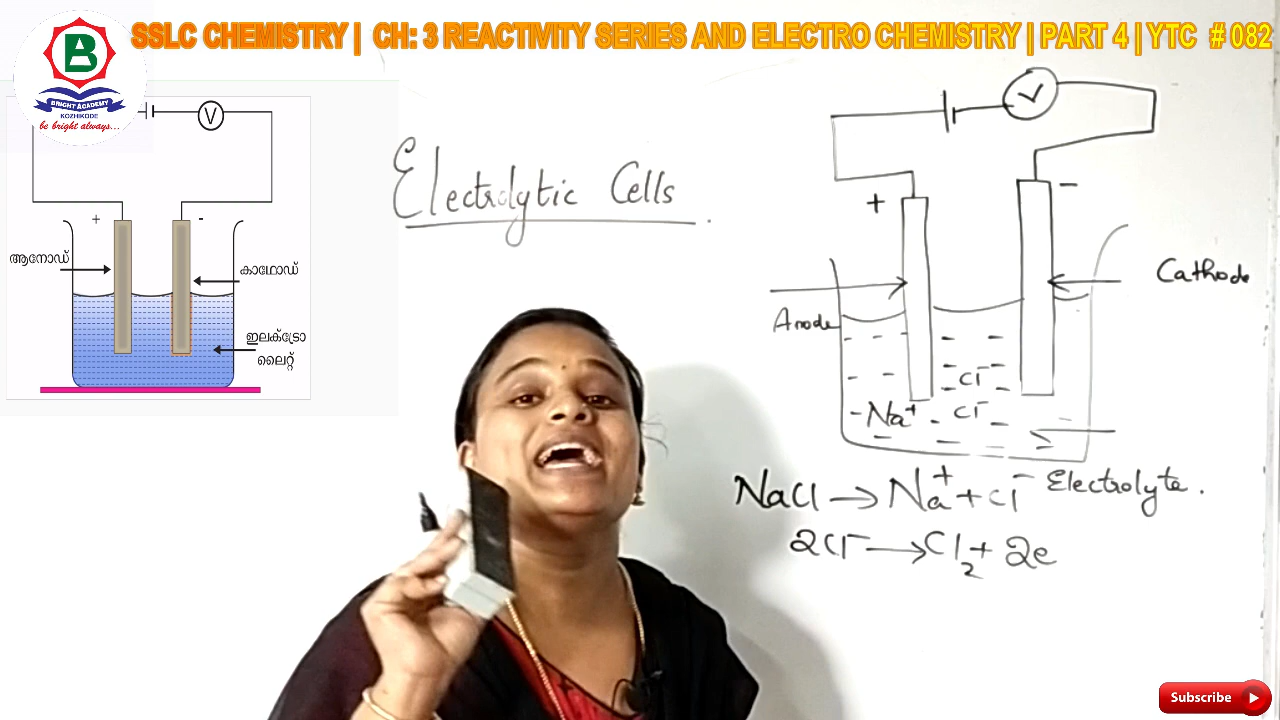 SSLC CHEMISTRY | CH: 3 REACTIVITY SERIES AND ELECTRO CHEMISTRY | PART 4 | YTC # 082
B
BRIGHT ACADEMY
KOZHIKODE
be bright always...
V
+ -
ആനോഡ്
കാഥോഡ്
ഇലക്ട്രോ
ലൈറ്റ്
Electrolytic Cells.
V
+ -
Cathode
Anode
Cl⁻
Na⁺ Cl⁻
Electrolyte.
NaCl → Na⁺ + Cl⁻
2Cl⁻ → Cl₂ + 2e
Subscribe